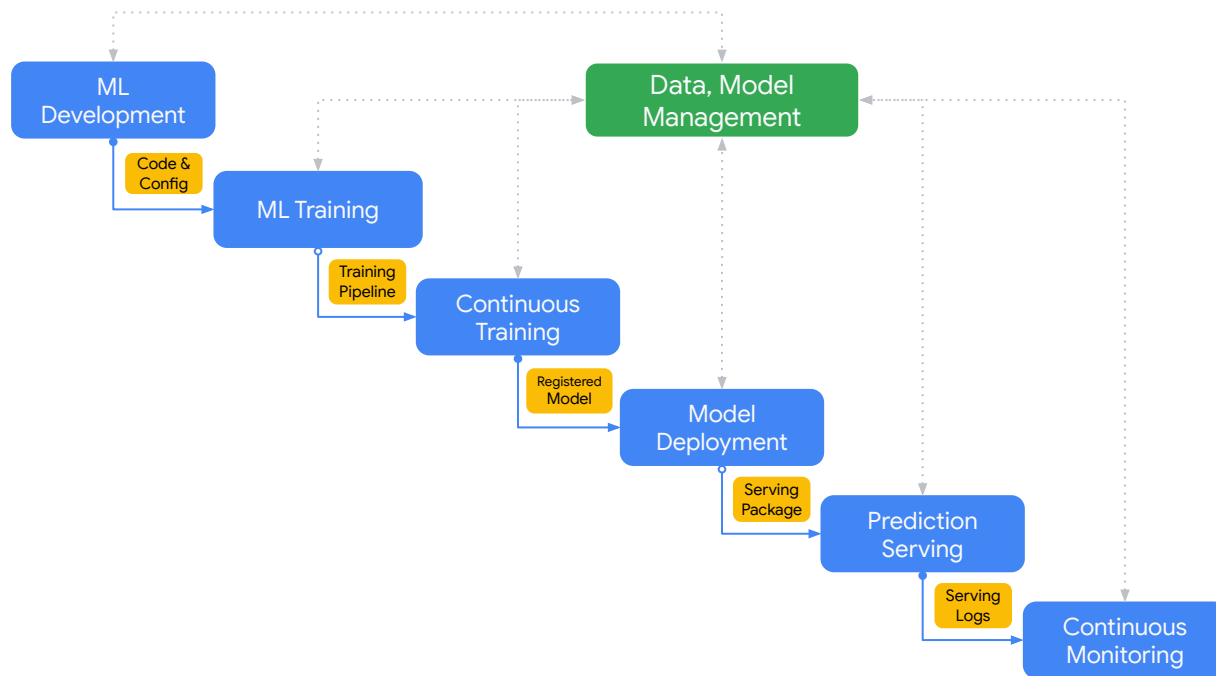 ML
Development
Data, Model
Management
Code &
Config
ML Training
Training
Pipeline
Continuous
Training
Registered
Model
Model
Deployment
Serving
Package
Prediction
Serving
Serving
Logs
Continuous
Monitoring